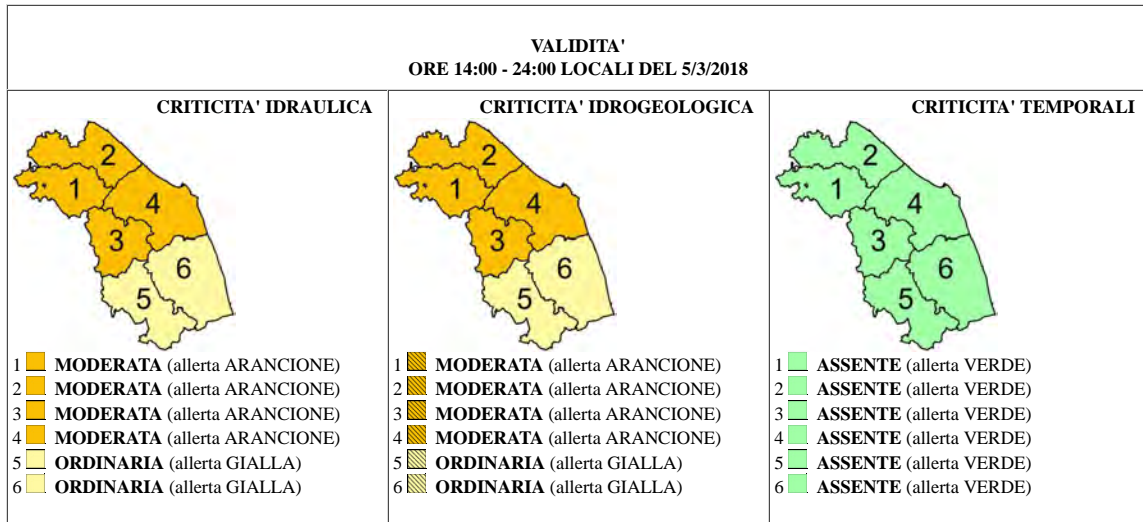 VALIDITA'
ORE 14:00 - 24:00 LOCALI DEL 5/3/2018
CRITICITA' IDRAULICA
2
1
4
3
6
5
1 MODERATA (allerta ARANCIONE)
2 MODERATA (allerta ARANCIONE)
3 MODERATA (allerta ARANCIONE)
4 MODERATA (allerta ARANCIONE)
5 ORDINARIA (allerta GIALLA)
6 ORDINARIA (allerta GIALLA)
CRITICITA' IDROGEOLOGICA
2
1
4
3
6
5
1 MODERATA (allerta ARANCIONE)
2 MODERATA (allerta ARANCIONE)
3 MODERATA (allerta ARANCIONE)
4 MODERATA (allerta ARANCIONE)
5 ORDINARIA (allerta GIALLA)
6 ORDINARIA (allerta GIALLA)
CRITICITA' TEMPORALI
2
1
4
3
6
5
1 ASSENTE (allerta VERDE)
2 ASSENTE (allerta VERDE)
3 ASSENTE (allerta VERDE)
4 ASSENTE (allerta VERDE)
5 ASSENTE (allerta VERDE)
6 ASSENTE (allerta VERDE)